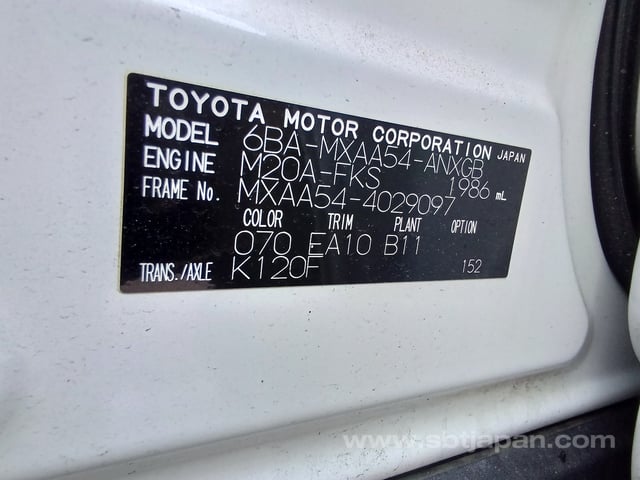 TOYOTA MOTOR CORPORATION JAPAN
MODEL 6BA-MXAA54-ANXGB
ENGINE M20A-FKS 1986 mL
FRAME No. MXAA54-4029097
COLOR TRIM PLANT OPTION
070 EA10 B11
TRANS./AXLE K120F 152
www.sbtjapan.com